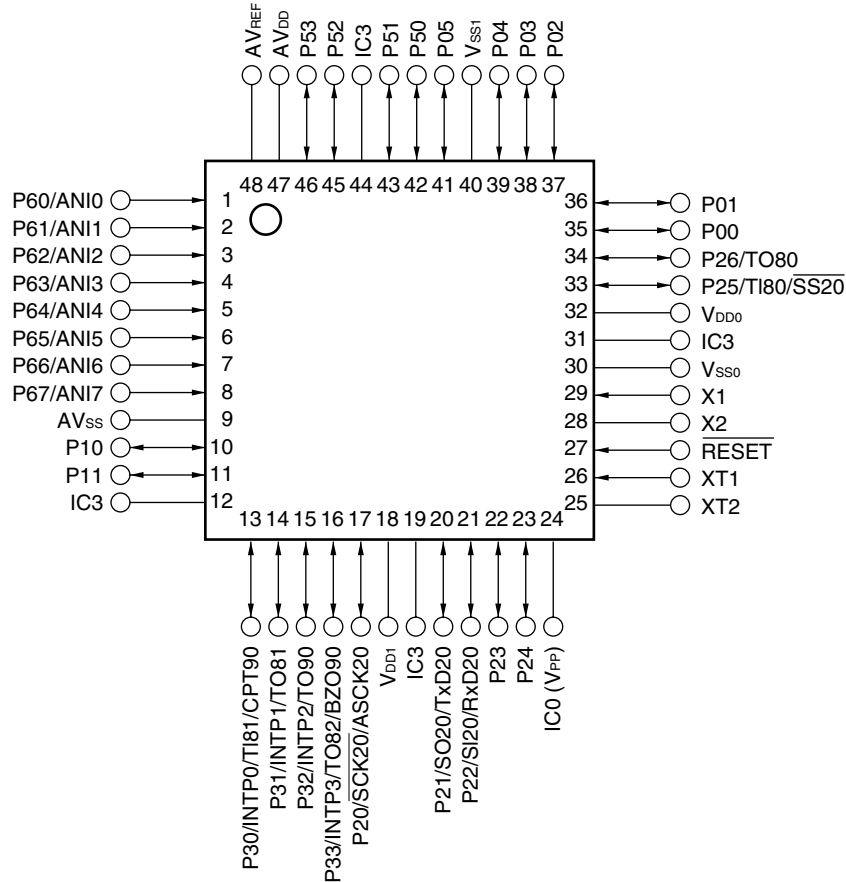 AVREF
AVDD
P53
P52
IC3
P51
P50
P05
VSS1
P04
P03
P02
48 47 46 45 44 43 42 41 40 39 38 37
P60/ANI0 1
P61/ANI1 2
P62/ANI2 3
P63/ANI3 4
P64/ANI4 5
P65/ANI5 6
P66/ANI6 7
P67/ANI7 8
AVSS 9
P10 10
P11 11
IC3 12
36 P01
35 P00
34 P26/TO80
33 P25/TI80/SS20
32 VDD0
31 IC3
30 VSS0
29 X1
28 X2
27 RESET
26 XT1
25 XT2
13 14 15 16 17 18 19 20 21 22 23 24
P30/INTP0/TI81/CPT90
P31/INTP1/TO81
P32/INTP2/TO90
P33/INTP3/TO82/BZO90
P20/SCK20/ASCK20
VDD1
IC3
P21/SO20/TxD20
P22/SI20/RxD20
P23
P24
IC0 (VPP)